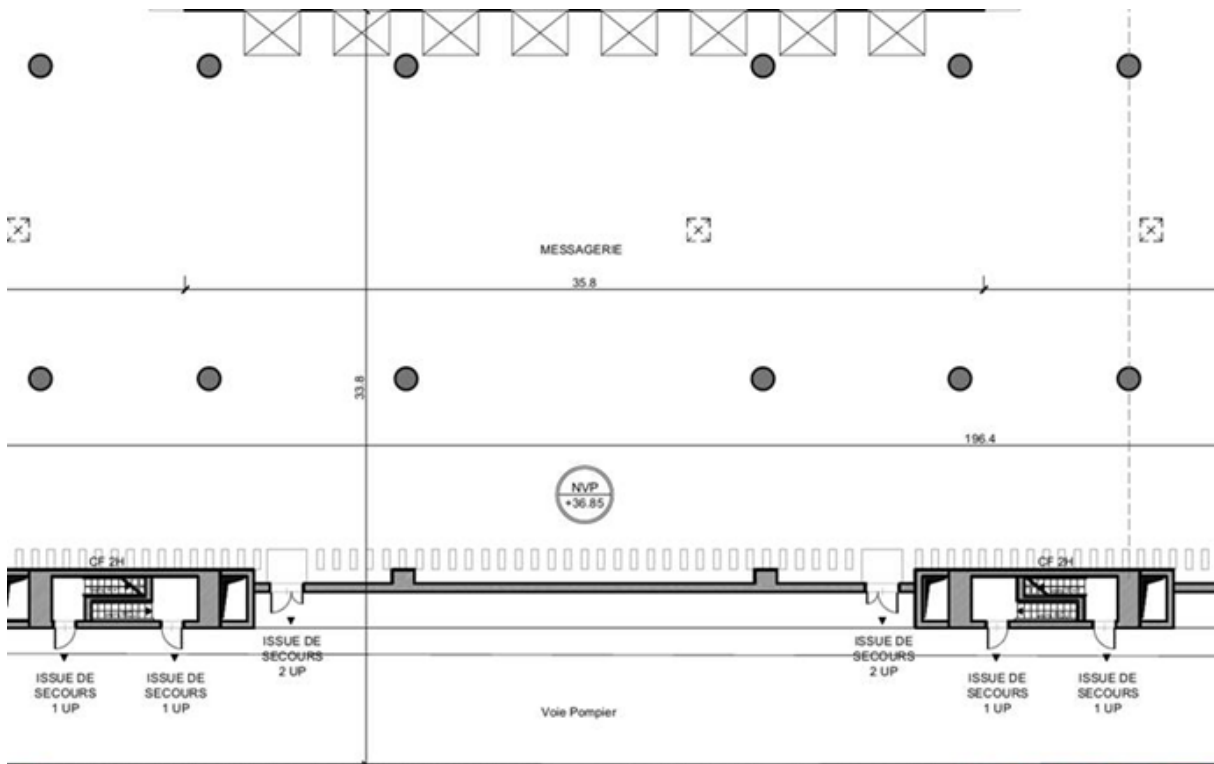 MESSAGERIE
35.8
33.8
196.4
NVP
+36.85
CF 2H
CF 2H
ISSUE DE
SECOURS
2 UP
ISSUE DE
SECOURS
2 UP
ISSUE DE
SECOURS
1 UP
ISSUE DE
SECOURS
1 UP
ISSUE DE
SECOURS
1 UP
ISSUE DE
SECOURS
1 UP
Voie Pompier